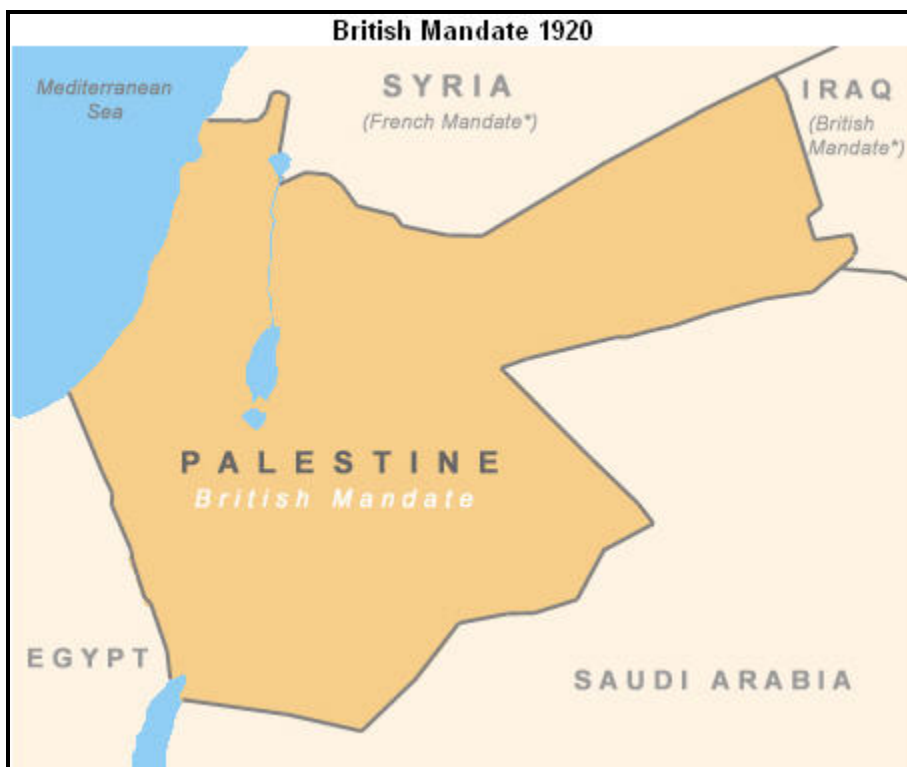 British Mandate 1920
Mediterranean
Sea
SYRIA
(French Mandate*)
IRAQ
(British
Mandate*)
PALESTINE
British Mandate
EGYPT
SAUDI ARABIA